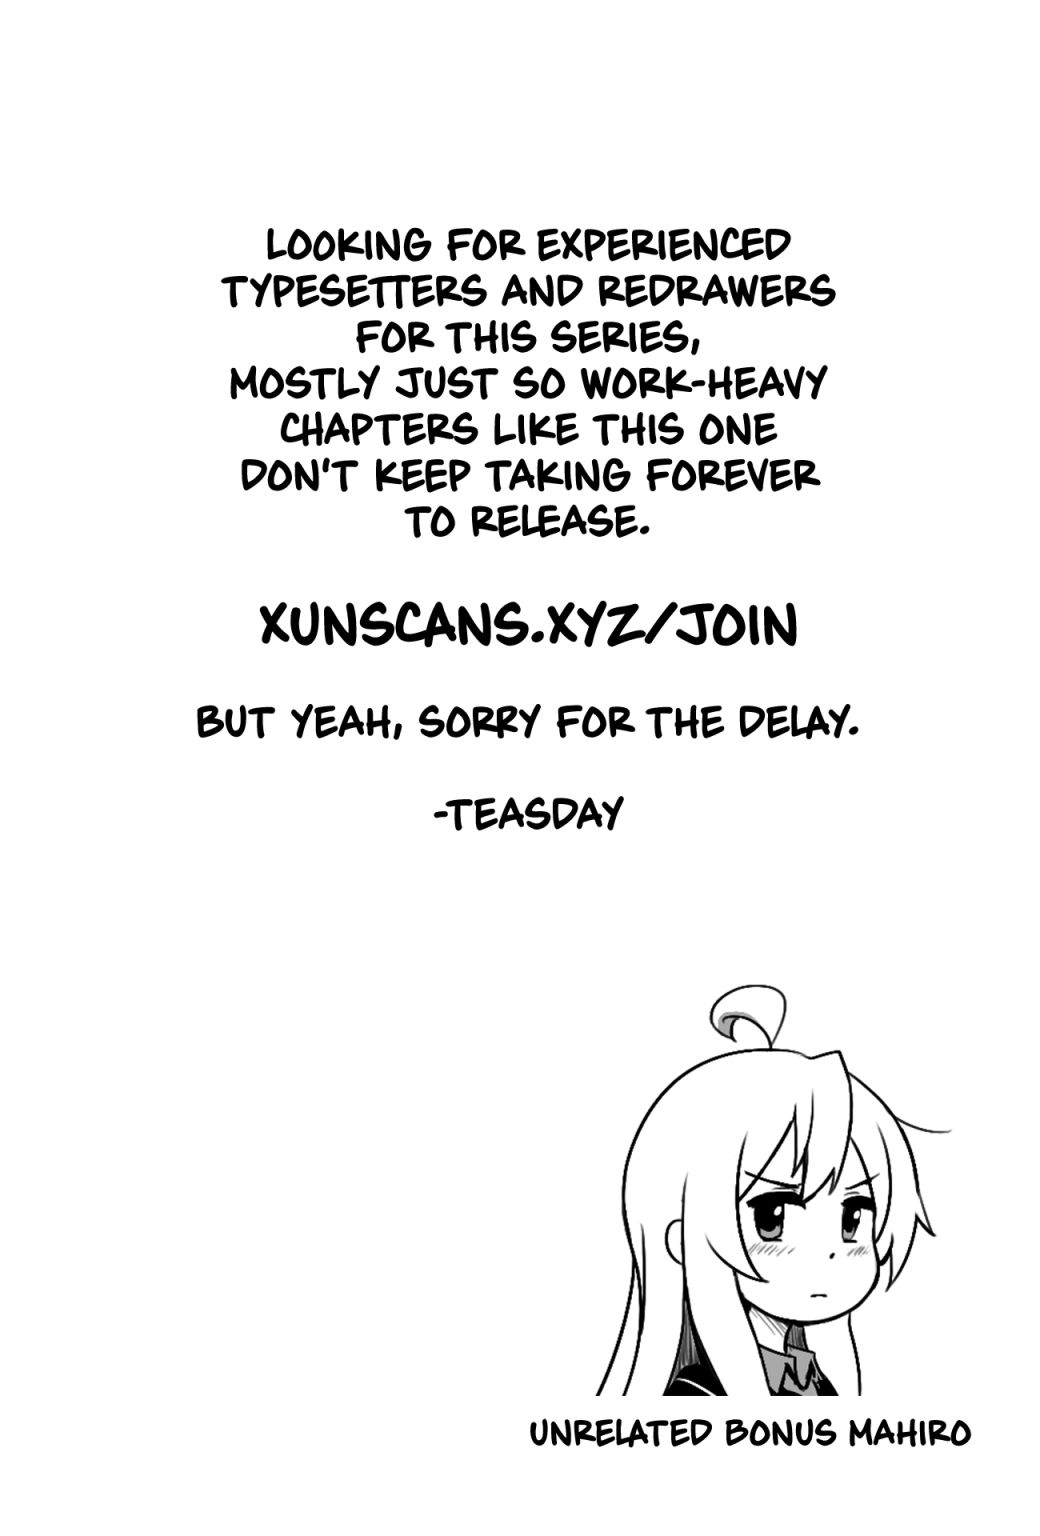 LOOKING FOR EXPERIENCED
TYPESETTERS AND REDRAWERS
FOR THIS SERIES,
MOSTLY JUST SO WORK-HEAVY
CHAPTERS LIKE THIS ONE
DON'T KEEP TAKING FOREVER
TO RELEASE.
XUNSCANS.XYZ/JOIN
BUT YEAH, SORRY FOR THE DELAY.
-TEASDAY
UNRELATED BONUS MAHIRO